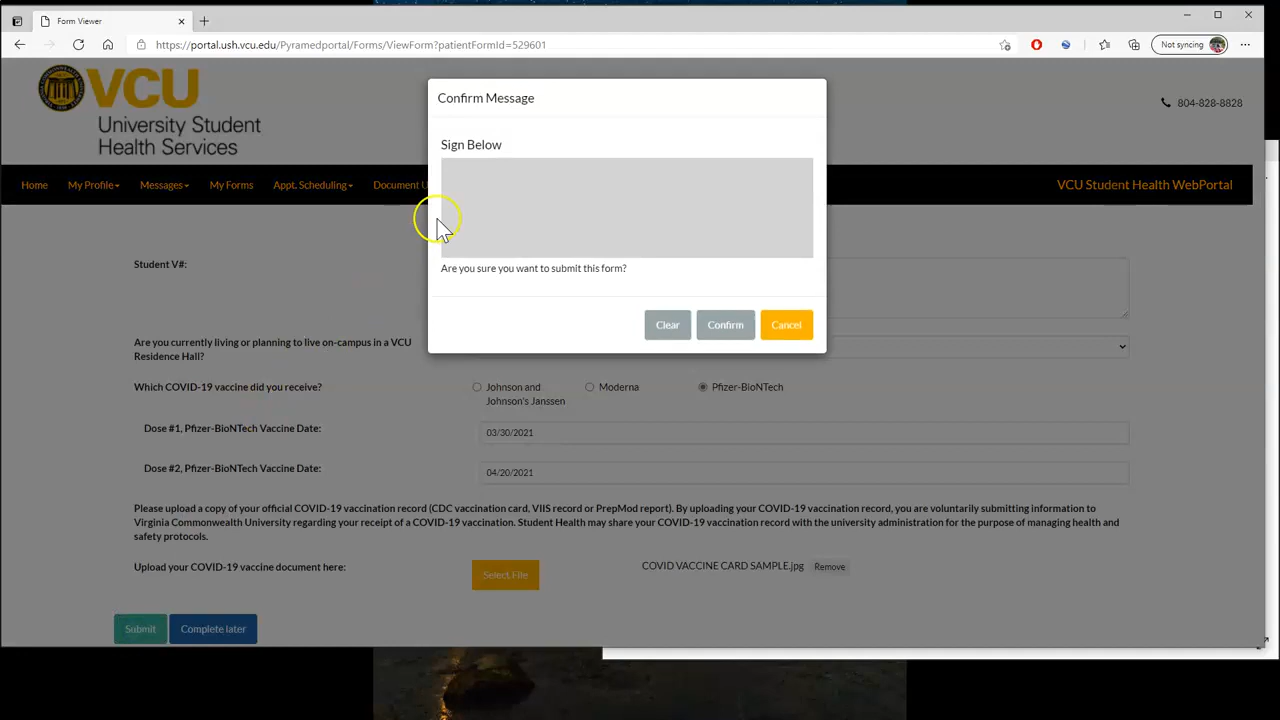 Form Viewer
https://portal.ush.vcu.edu/Pyramedportal/Forms/ViewForm?patientFormId=529601
Not syncing
VCU
University Student
Health Services
804-828-8828
Home
My Profile
Messages
My Forms
Appt. Scheduling
Document U
VCU Student Health WebPortal
Confirm Message
Sign Below
Are you sure you want to submit this form?
Clear
Confirm
Cancel
Student V#:
Are you currently living or planning to live on-campus in a VCU
Residence Hall?
Which COVID-19 vaccine did you receive?
Johnson and
Johnson's Janssen
Moderna
Pfizer-BioNTech
Dose #1, Pfizer-BioNTech Vaccine Date:
03/30/2021
Dose #2, Pfizer-BioNTech Vaccine Date:
04/20/2021
Please upload a copy of your official COVID-19 vaccination record (CDC vaccination card, VIIS record or PrepMod report). By uploading your COVID-19 vaccination record, you are voluntarily submitting information to
Virginia Commonwealth University regarding your receipt of a COVID-19 vaccination. Student Health may share your COVID-19 vaccination record with the university administration for the purpose of managing health and
safety protocols.
Upload your COVID-19 vaccine document here:
Select File
COVID VACCINE CARD SAMPLE.jpg
Remove
Submit
Complete later